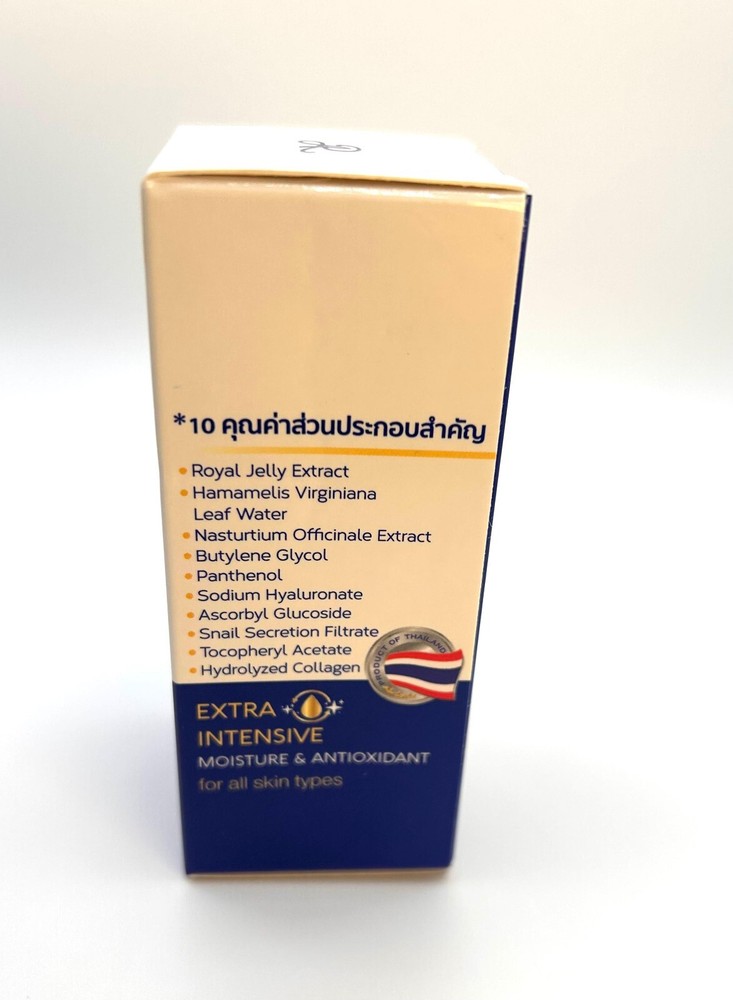 *10 คุณค่าส่วนประกอบสำคัญ
Royal Jelly Extract
Hamamelis Virginiana
Leaf Water
Nasturtium Officinale Extract
Butylene Glycol
Panthenol
Sodium Hyaluronate
Ascorbyl Glucoside
Snail Secretion Filtrate
Tocopheryl Acetate
Hydrolyzed Collagen
PRODUCT OF THAILAND
EXTRA
INTENSIVE
MOISTURE & ANTIOXIDANT
for all skin types